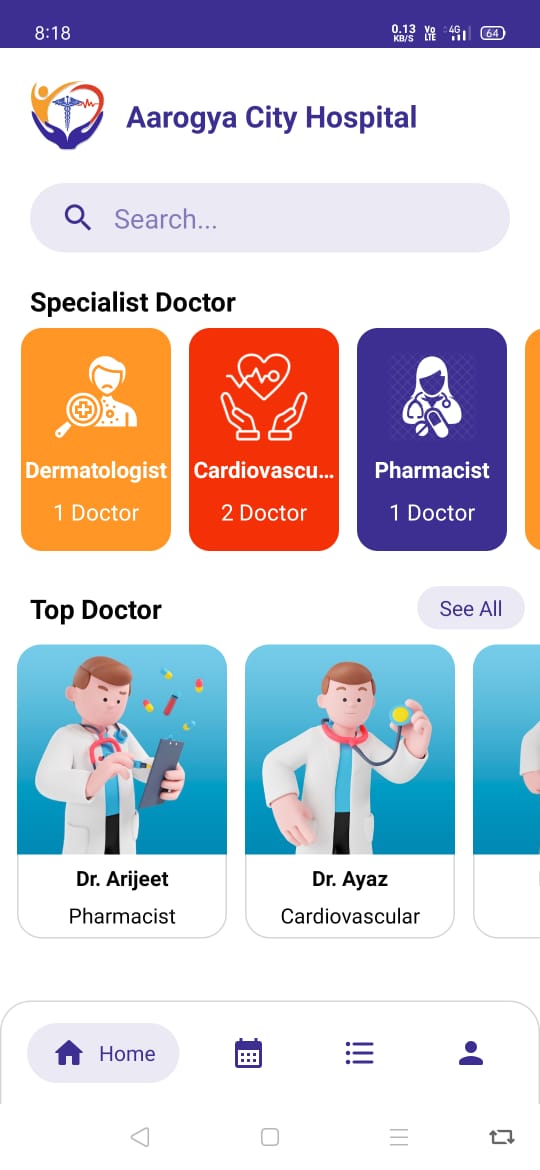 8:18
0.13 KB/S Vo LTE 4G 64
Aarogya City Hospital
Search...
Specialist Doctor
Dermatologist Cardiovascu... Pharmacist
1 Doctor 2 Doctor 1 Doctor
Top Doctor See All
Dr. Arijeet Dr. Ayaz
Pharmacist Cardiovascular
Home